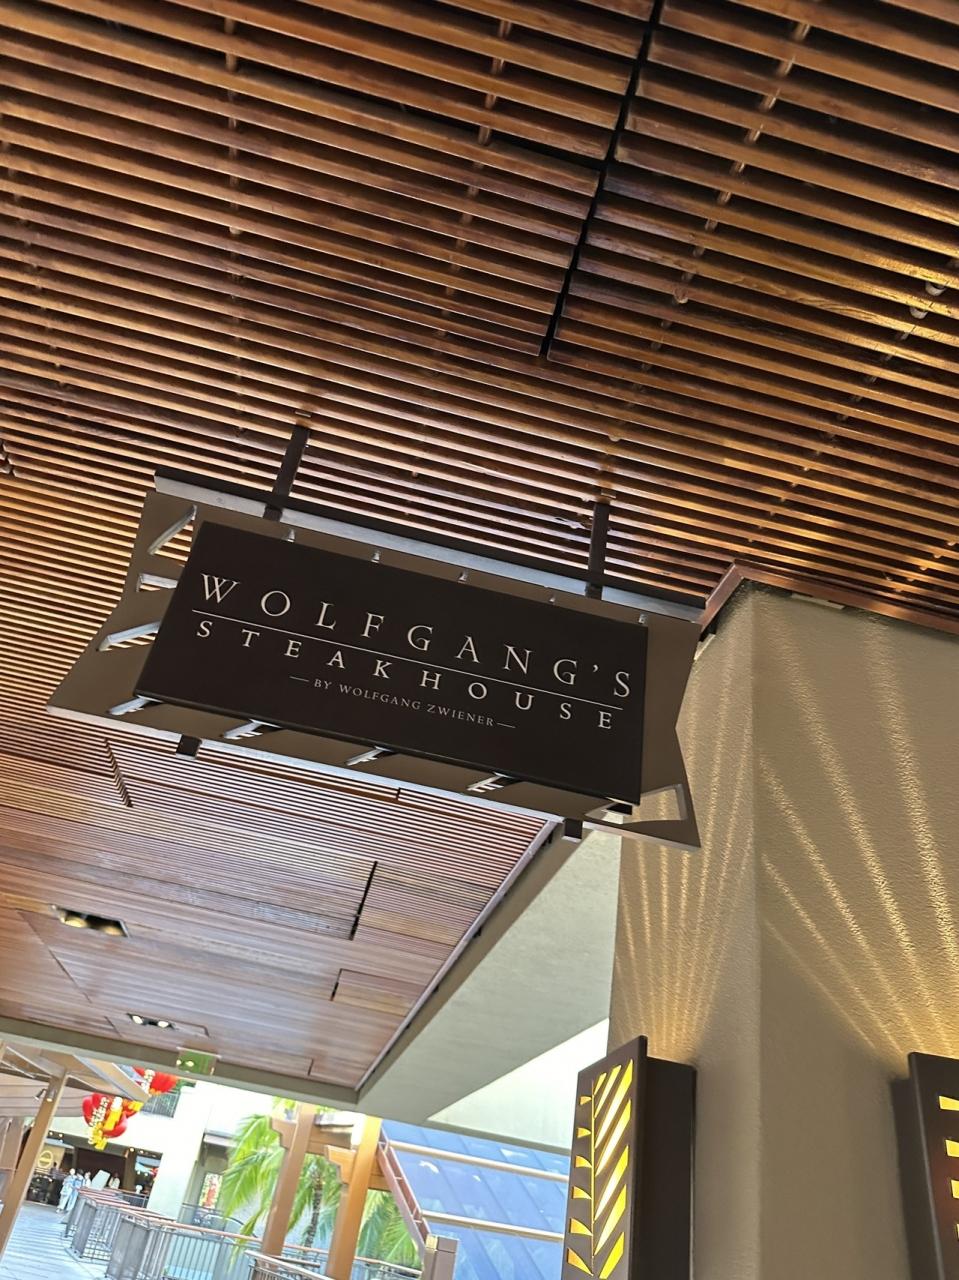 WOLFGANG'S
STEAKHOUSE
— BY WOLFGANG ZWIENER —